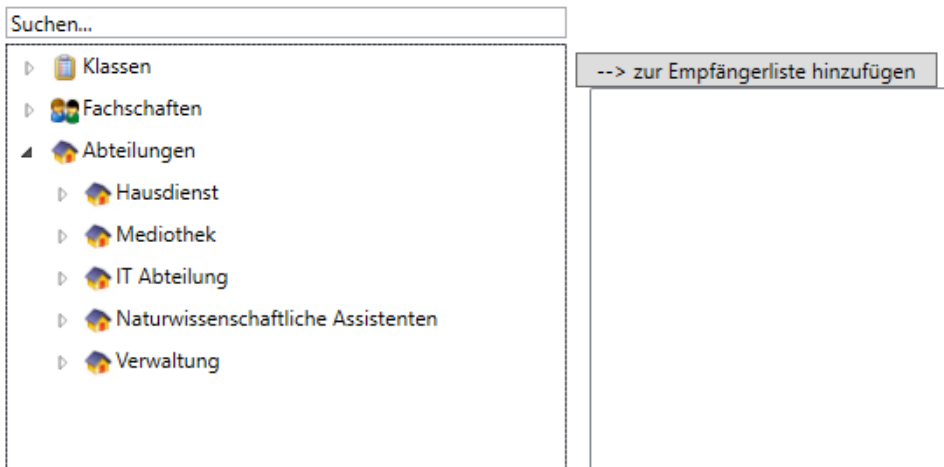 Suchen...
Klassen
--> zur Empfängerliste hinzufügen
Fachschaften
Abteilungen
Hausdienst
Mediothek
IT Abteilung
Naturwissenschaftliche Assistenten
Verwaltung